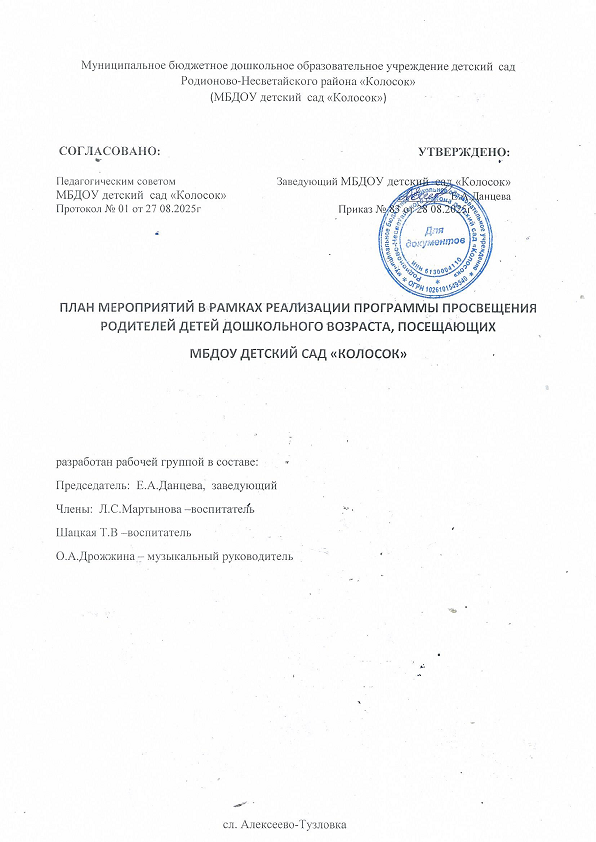 Муниципальное бюджетное дошкольное образовательное учреждение детский сад
Родионово-Несветайского района «Колосок»
(МБДОУ детский сад «Колосок»)
СОГЛАСОВАНО:
УТВЕРЖДЕНО:
Педагогическим советом
МБДОУ детский сад «Колосок»
Протокол № 01 от 27 08.2025г
Заведующий МБДОУ детский сад «Колосок»
Данцева
Приказ № 83 от 28 08.2025г
Для
документов
ПЛАН МЕРОПРИЯТИЙ В РАМКАХ РЕАЛИЗАЦИИ ПРОГРАММЫ ПРОСВЕЩЕНИЯ
РОДИТЕЛЕЙ ДЕТЕЙ ДОШКОЛЬНОГО ВОЗРАСТА, ПОСЕЩАЮЩИХ
МБДОУ ДЕТСКИЙ САД «КОЛОСОК»
разработан рабочей группой в составе:
Председатель: Е.А.Данцева, заведующий
Члены: Л.С.Мартынова –воспитатель
Шацкая Т.В –воспитатель
О.А.Дрожжина – музыкальный руководитель
сл. Алексеево-Тузловка